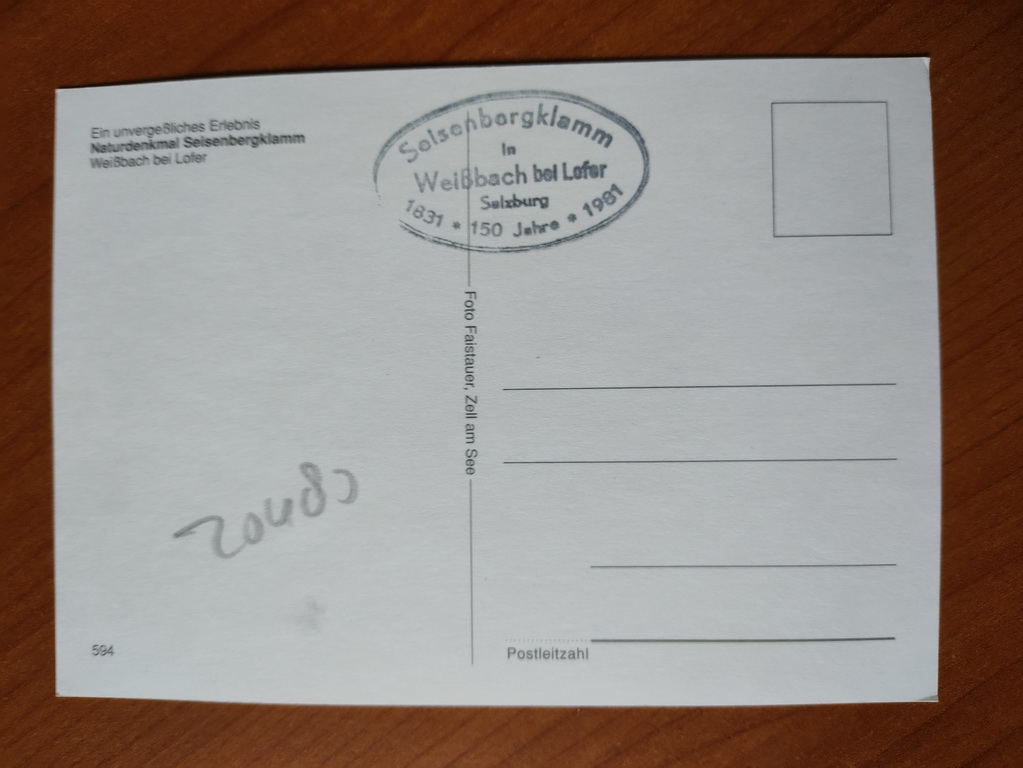 Ein unvergeßliches Erlebnis
Naturdenkmal Seisenbergklamm
Weißbach bei Lofer
Seisenbergklamm
In
Weißbach bei Lofer
Salzburg
1831 * 150 Jahre * 1981
Foto Faistauer, Zell am See
594
Postleitzahl